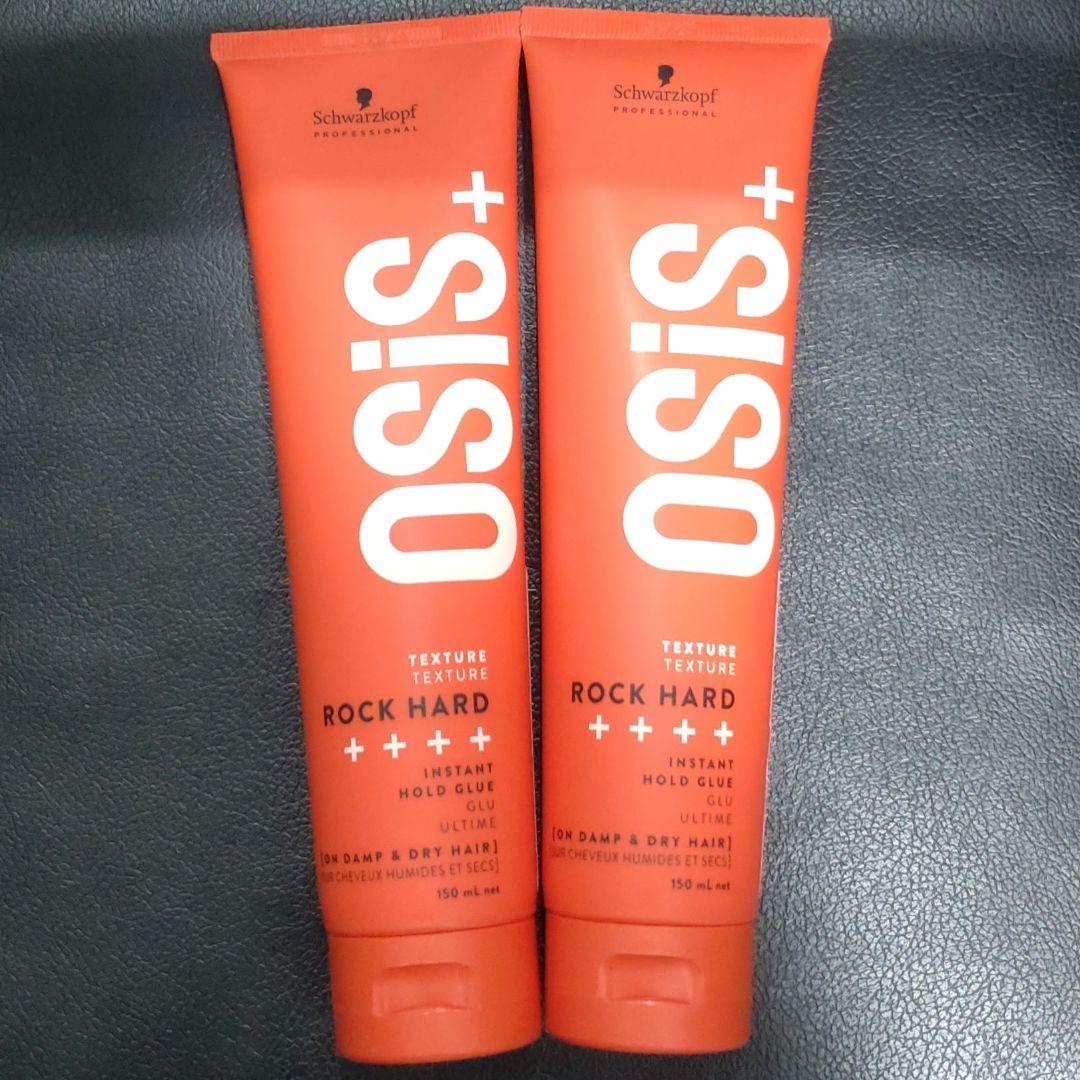 Schwarzkopf
PROFESSIONAL
OSiS+
TEXTURE
TEXTURE
ROCK HARD
++++
INSTANT
HOLD GLUE
GLU
ULTIME
[ON DAMP & DRY HAIR]
CHEVEUX HUMIDES ET SECS]
150 mL net
Schwarzkopf
PROFESSIONAL
OSiS+
TEXTURE
TEXTURE
ROCK HARD
++++
INSTANT
HOLD GLUE
GLU
ULTIME
[ON DAMP & DRY HAIR]
CHEVEUX HUMIDES ET SECS]
150 mL net